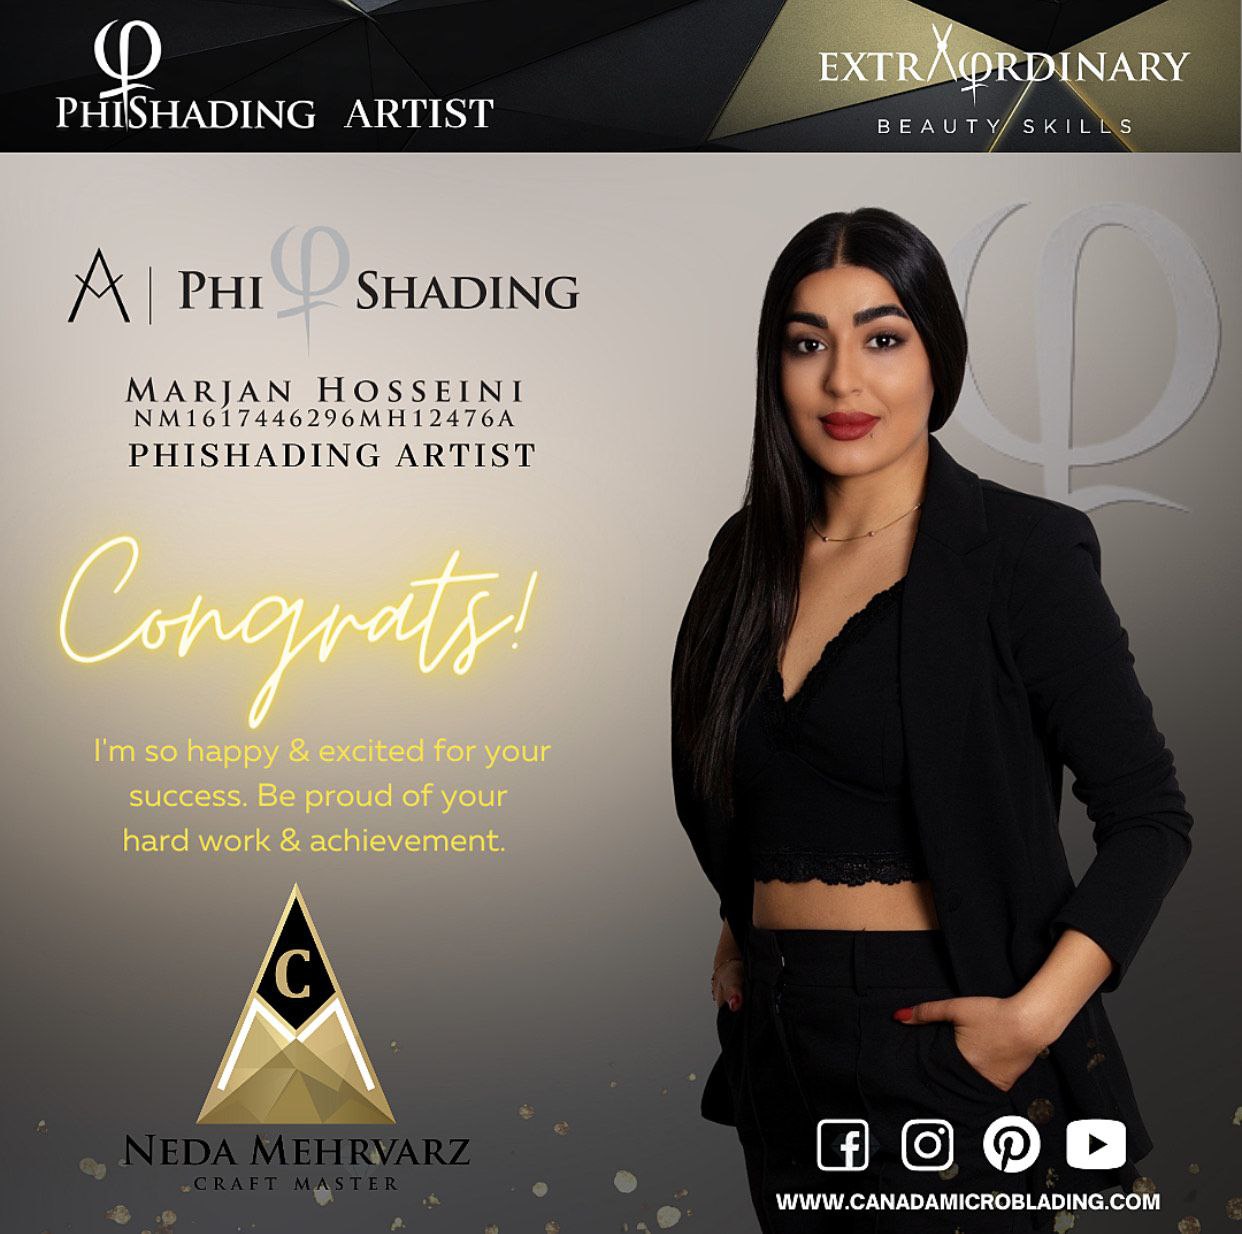 PHISHADING ARTIST
EXTRAORDINARY
BEAUTY SKILLS
A | PHI φ SHADING
MARJAN HOSSEINI
NM1617446296MH12476A
PHISHADING ARTIST
Congrats!
I'm so happy & excited for your
success. Be proud of your
hard work & achievement.
C
M
NEDA MEHRVARZ
CRAFT MASTER
WWW.CANADAMICROBLADING.COM